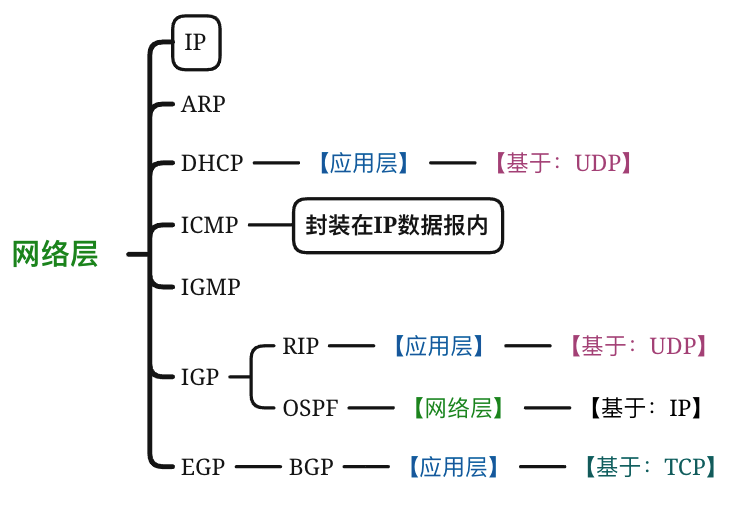 IP
ARP
DHCP 【应用层】 【基于：UDP】
ICMP 封装在IP数据报内
网络层
IGMP
RIP 【应用层】 【基于：UDP】
IGP
OSPF 【网络层】 【基于：IP】
EGP BGP 【应用层】 【基于：TCP】